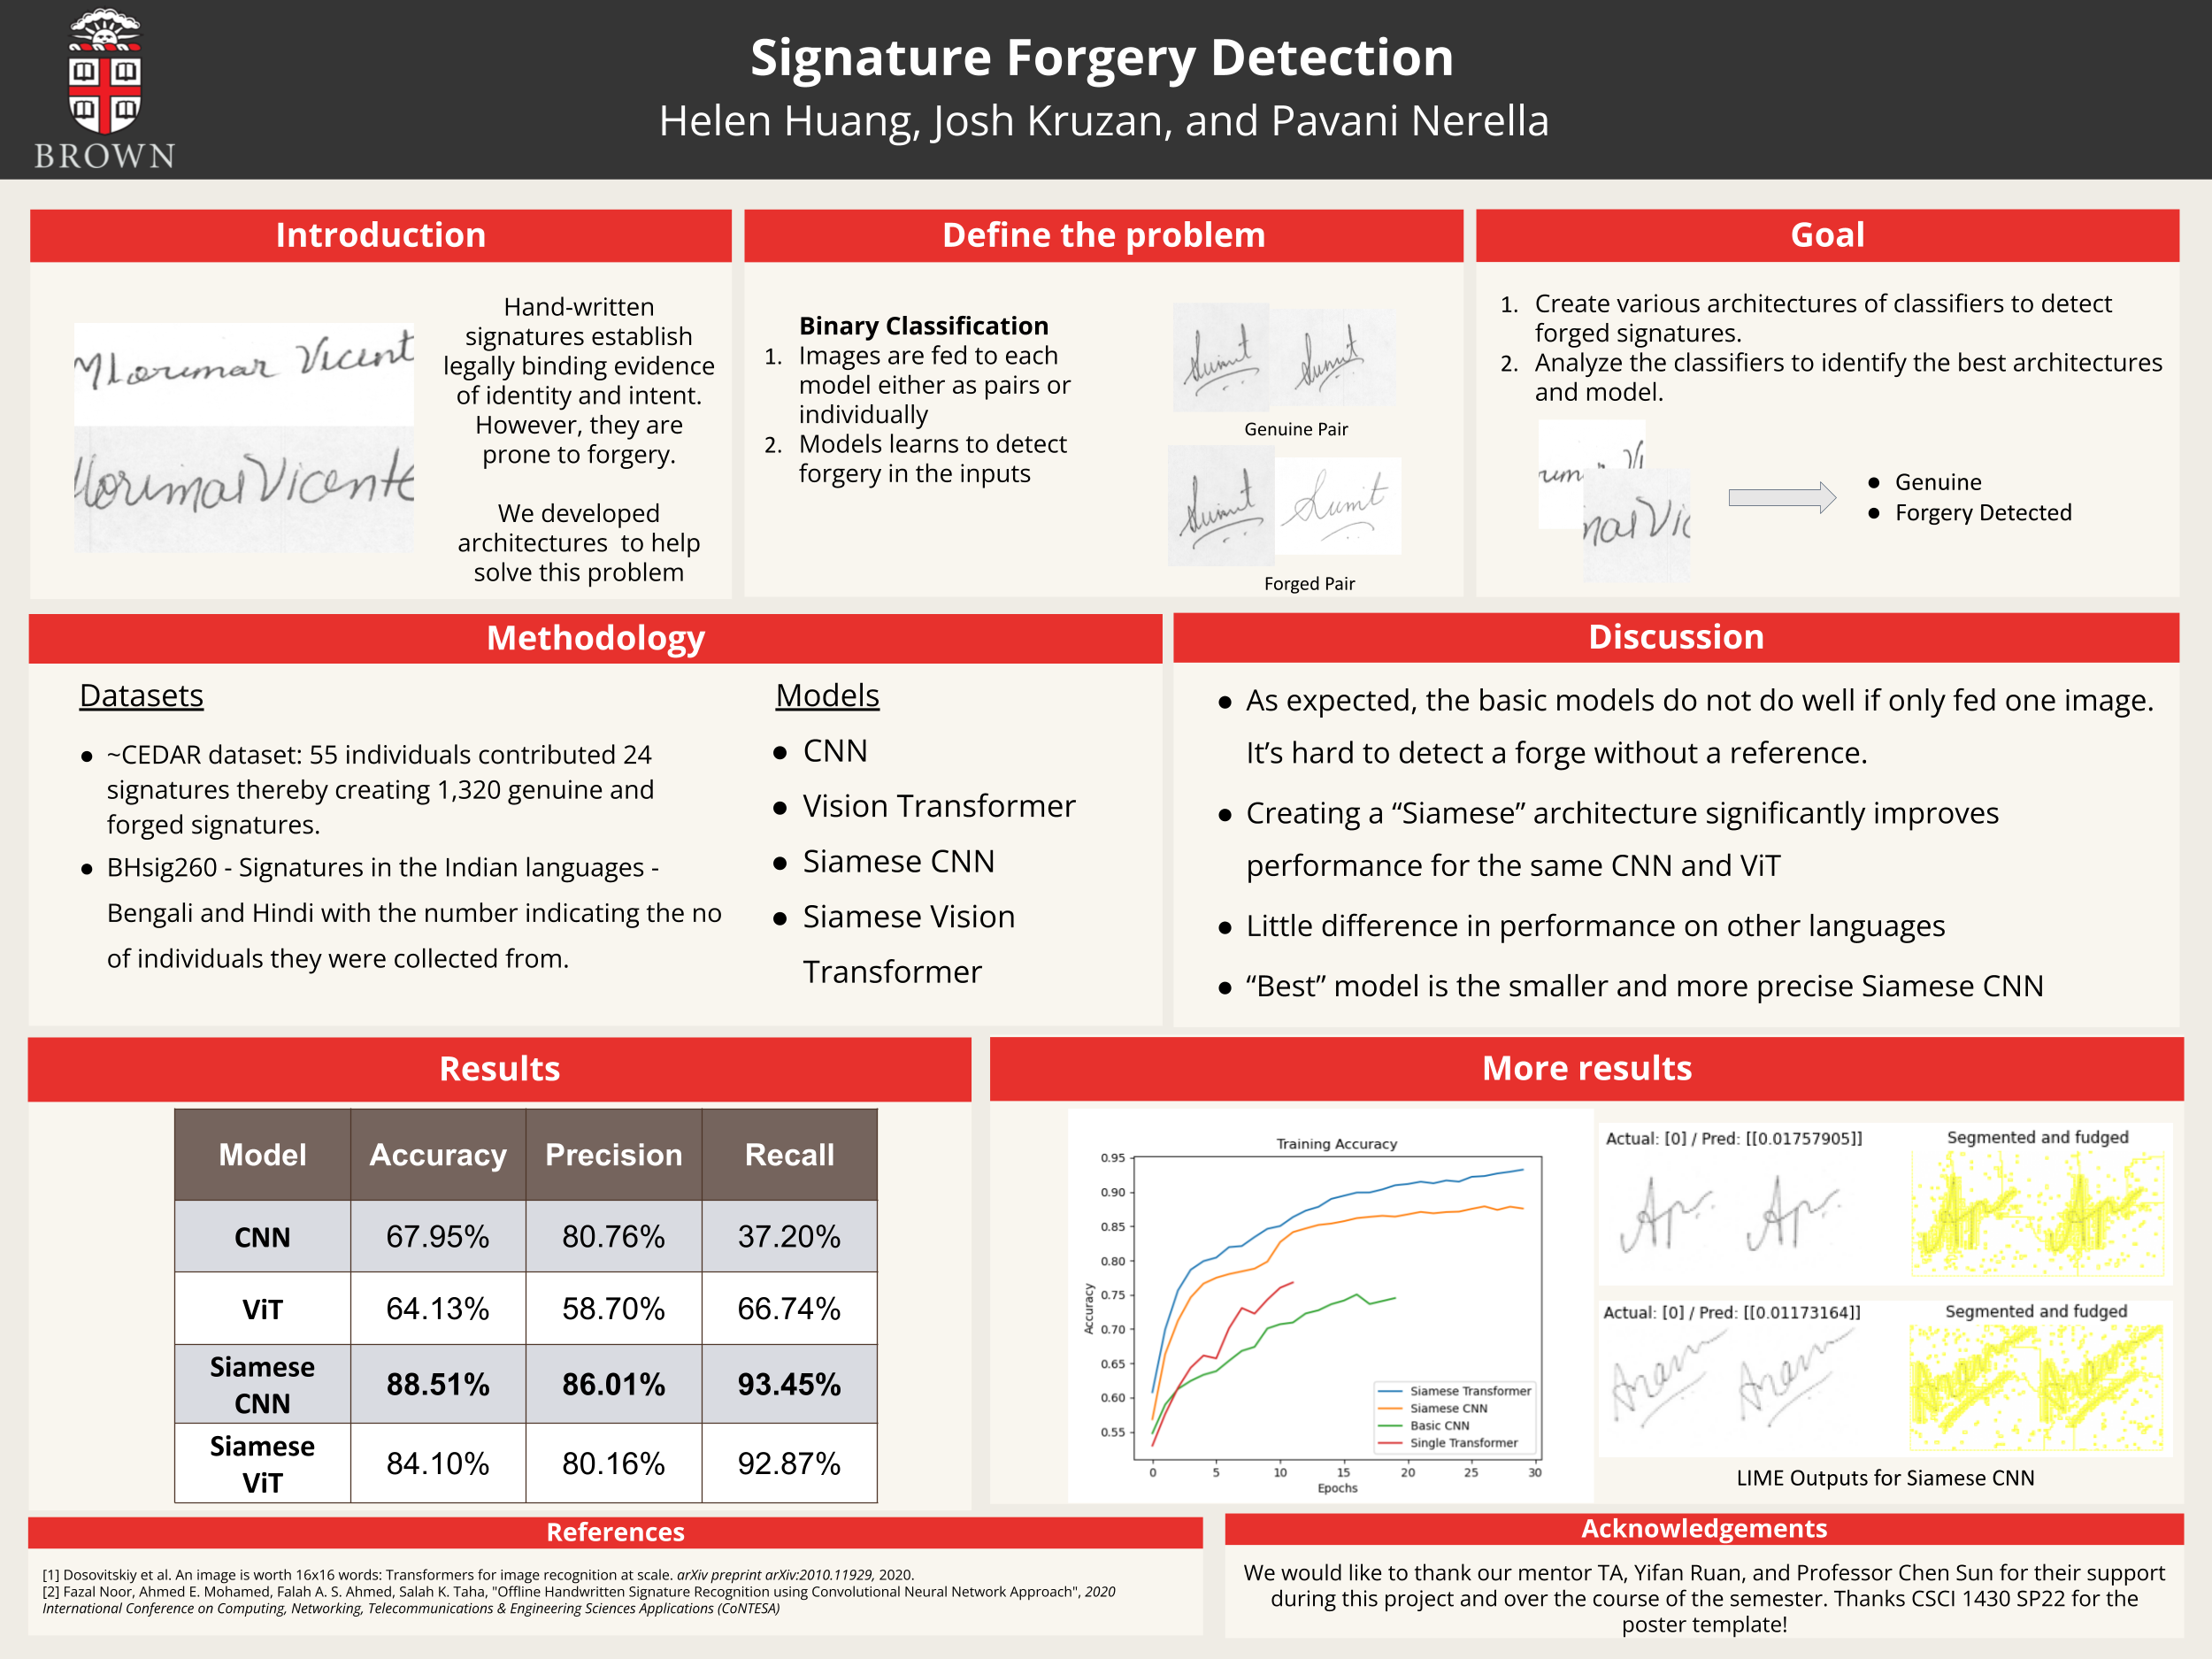 BROWN
Signature Forgery Detection
Helen Huang, Josh Kruzan, and Pavani Nerella
Introduction
Hand-written
signatures establish
legally binding evidence
of identity and intent.
However, they are
prone to forgery.
We developed
architectures  to help
solve this problem
Define the problem
Binary Classification
1. Images are fed to each
model either as pairs or
individually
2. Models learns to detect
forgery in the inputs
Sumit Sumit
Genuine Pair
Sumit Sumit
Forged Pair
Goal
1. Create various architectures of classifiers to detect
forged signatures.
2. Analyze the classifiers to identify the best architectures
and model.
● Genuine
● Forgery Detected
Methodology
Datasets
● ~CEDAR dataset: 55 individuals contributed 24
signatures thereby creating 1,320 genuine and
forged signatures.
● BHsig260 - Signatures in the Indian languages -
Bengali and Hindi with the number indicating the no
of individuals they were collected from.
Models
● CNN
● Vision Transformer
● Siamese CNN
● Siamese Vision
Transformer
Discussion
● As expected, the basic models do not do well if only fed one image.
It’s hard to detect a forge without a reference.
● Creating a “Siamese” architecture significantly improves
performance for the same CNN and ViT
● Little difference in performance on other languages
● “Best” model is the smaller and more precise Siamese CNN
Results
Model Accuracy Precision Recall
CNN 67.95% 80.76% 37.20%
ViT 64.13% 58.70% 66.74%
Siamese
CNN
88.51% 86.01% 93.45%
Siamese
ViT
84.10% 80.16% 92.87%
More results
Training Accuracy
Accuracy
0.95
0.90
0.85
0.80
0.75
0.70
0.65
0.60
0.55
Siamese Transformer
Siamese CNN
Basic CNN
Single Transformer
0 5 10 15 20 25 30
Epochs
Actual: [0] / Pred: [[0.01757905]]
Segmented and fudged
Actual: [0] / Pred: [[0.01173164]]
Segmented and fudged
LIME Outputs for Siamese CNN
References
[1] Dosovitskiy et al. An image is worth 16x16 words: Transformers for image recognition at scale. arXiv preprint arXiv:2010.11929, 2020.
[2] Fazal Noor, Ahmed E. Mohamed, Falah A. S. Ahmed, Salah K. Taha, "Offline Handwritten Signature Recognition using Convolutional Neural Network Approach", 2020
International Conference on Computing, Networking, Telecommunications & Engineering Sciences Applications (CoNTESA)
Acknowledgements
We would like to thank our mentor TA, Yifan Ruan, and Professor Chen Sun for their support
during this project and over the course of the semester. Thanks CSCI 1430 SP22 for the
poster template!